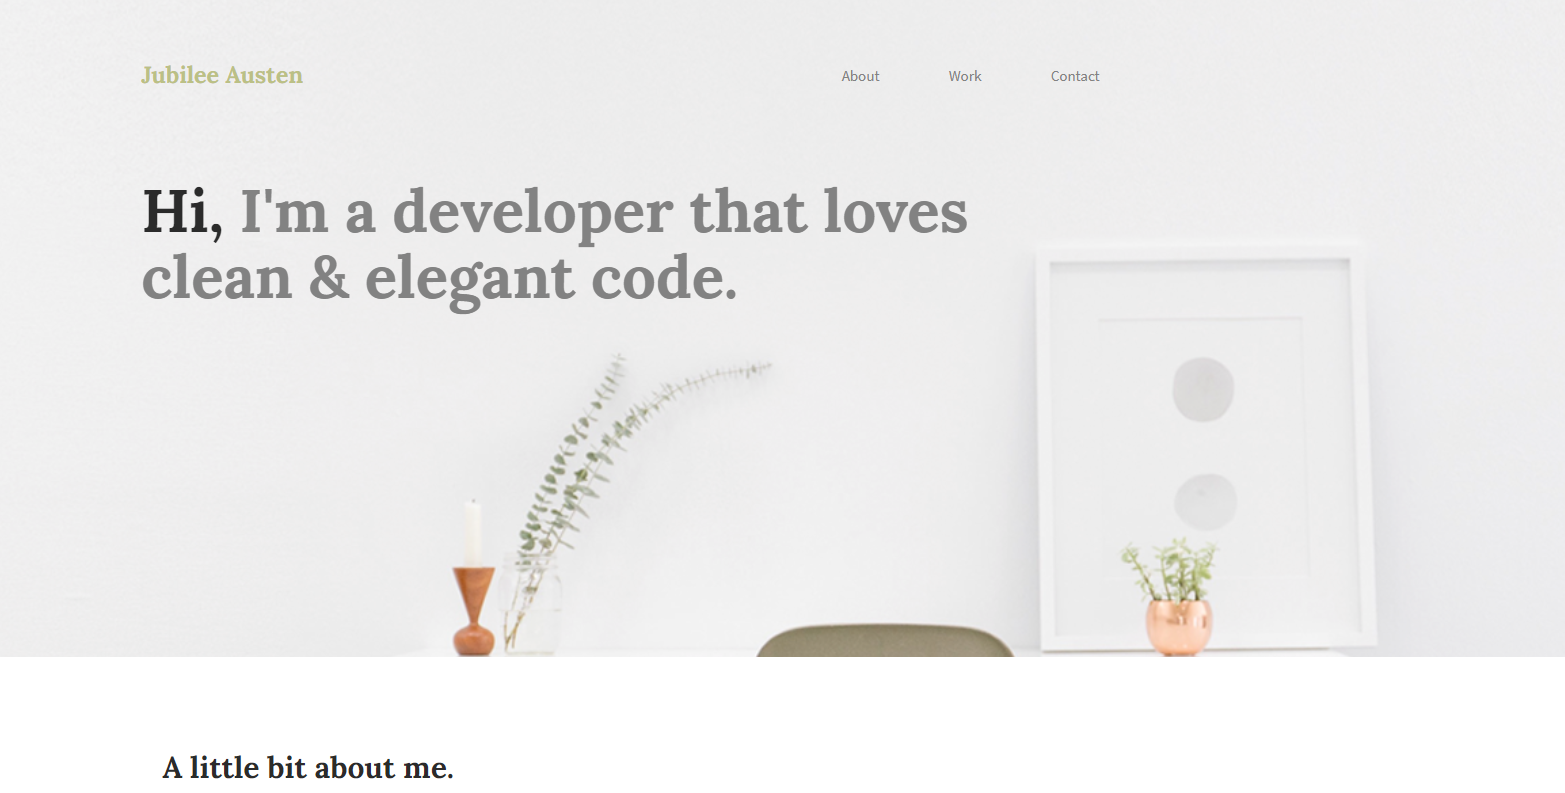 Jubilee Austen
About Work Contact
Hi, I'm a developer that loves
clean & elegant code.
A little bit about me.